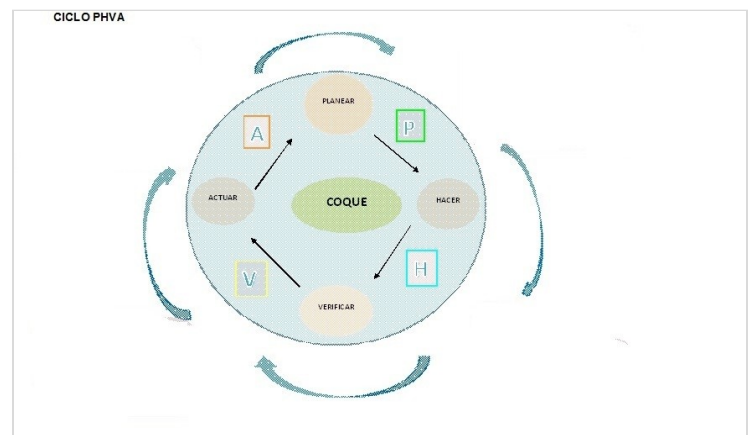 CICLO PHVA
PLANEAR
A
P
ACTUAR
COQUE
HACER
V
H
VERIFICAR